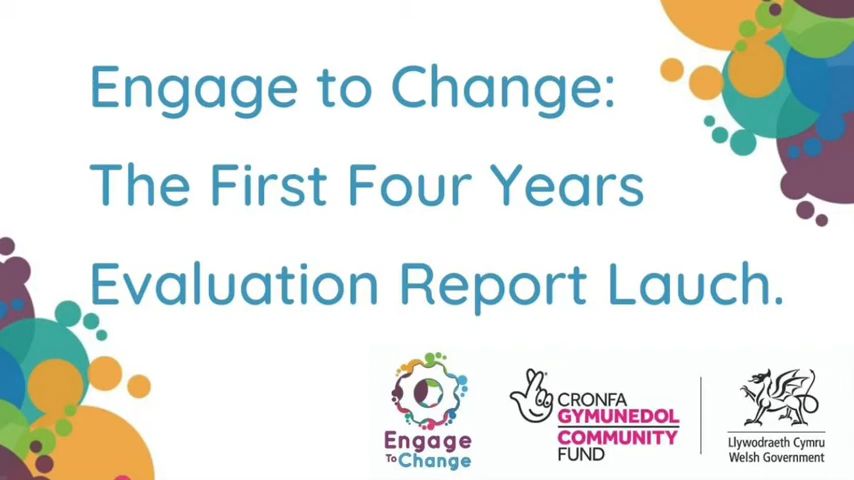 Engage to Change:
The First Four Years
Evaluation Report Lauch.
Engage
To Change
CRONFA
GYMUNEDOL
COMMUNITY
FUND
Llywodraeth Cymru
Welsh Government